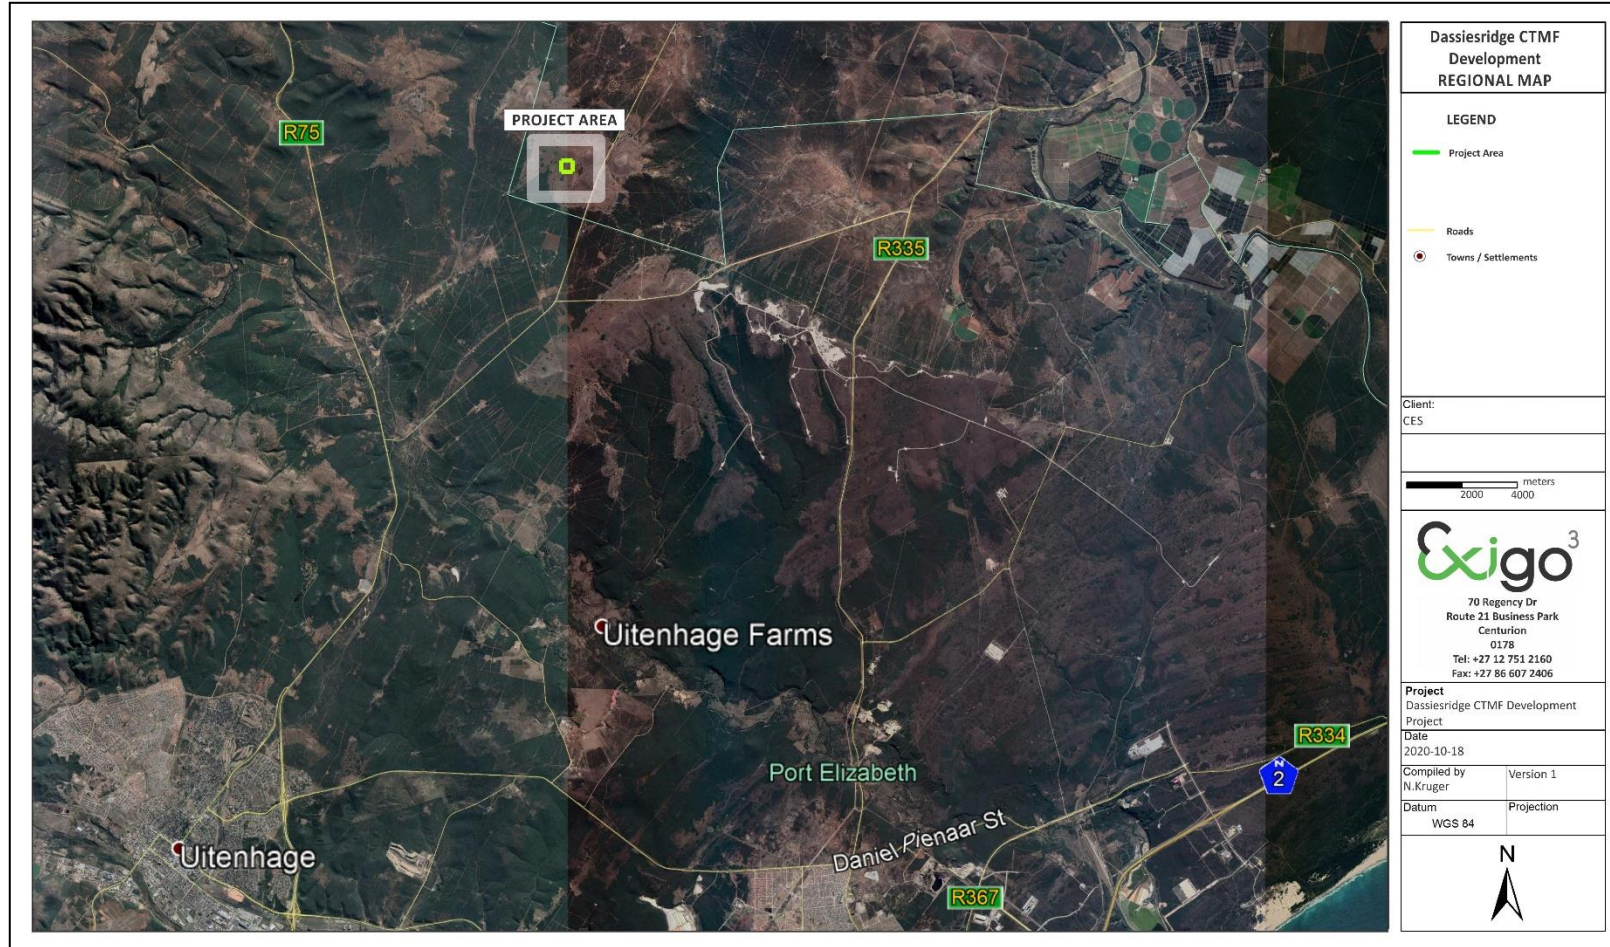 PROJECT AREA
R75
R335
Uitenhage Farms
R334
N
2
Port Elizabeth
Daniel Pienaar St
Uitenhage
R367
Dassiesridge CTMF
Development
REGIONAL MAP
LEGEND
Project Area
Roads
Towns / Settlements
Client:
CES
meters
2000 4000
Exigo3
70 Regency Dr
Route 21 Business Park
Centurion
0178
Tel: +27 12 751 2160
Fax: +27 86 607 2406
Project
Dassiesridge CTMF Development
Project
Date
2020-10-18
Compiled by
N.Kruger
Version 1
Datum
WGS 84
Projection
N